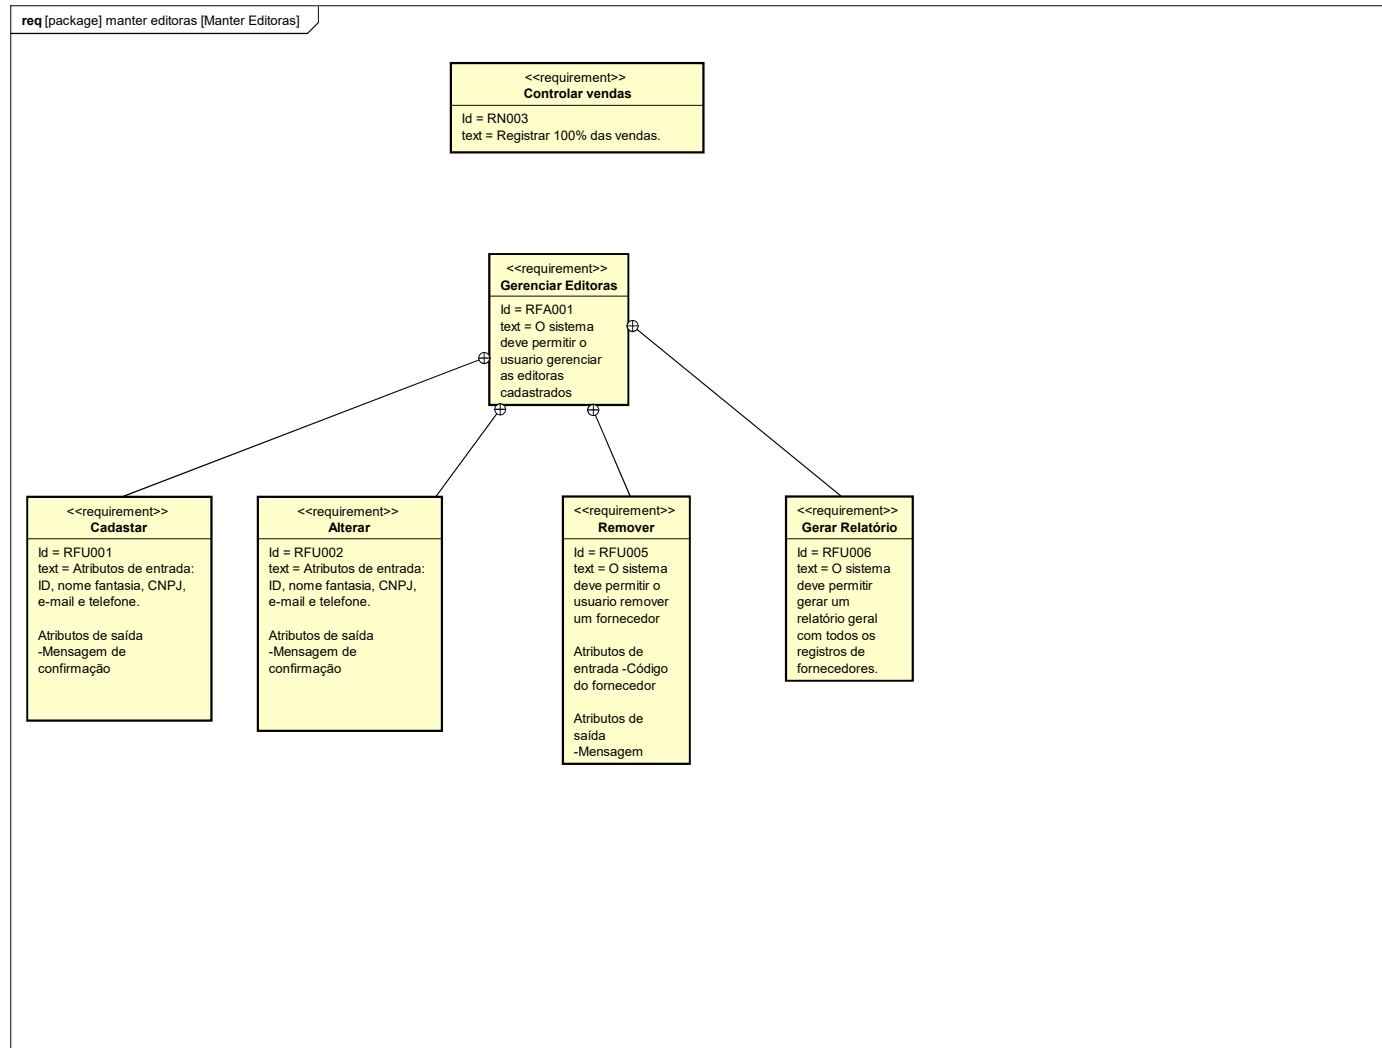 req [package] manter editoras [Manter Editoras]
<<requirement>>
Controlar vendas
Id = RN003
text = Registrar 100% das vendas.
<<requirement>>
Gerenciar Editoras
Id = RFA001
text = O sistema
deve permitir o
usuario gerenciar
as editoras
cadastrados
<<requirement>>
Cadastar
Id = RFU001
text = Atributos de entrada:
ID, nome fantasia, CNPJ,
e-mail e telefone.
Atributos de saída
-Mensagem de
confirmação
<<requirement>>
Alterar
Id = RFU002
text = Atributos de entrada:
ID, nome fantasia, CNPJ,
e-mail e telefone.
Atributos de saída
-Mensagem de
confirmação
<<requirement>>
Remover
Id = RFU005
text = O sistema
deve permitir o
usuario remover
um fornecedor
Atributos de
entrada -Código
do fornecedor
Atributos de
saída
-Mensagem
<<requirement>>
Gerar Relatório
Id = RFU006
text = O sistema
deve permitir
gerar um
relatório geral
com todos os
registros de
fornecedores.